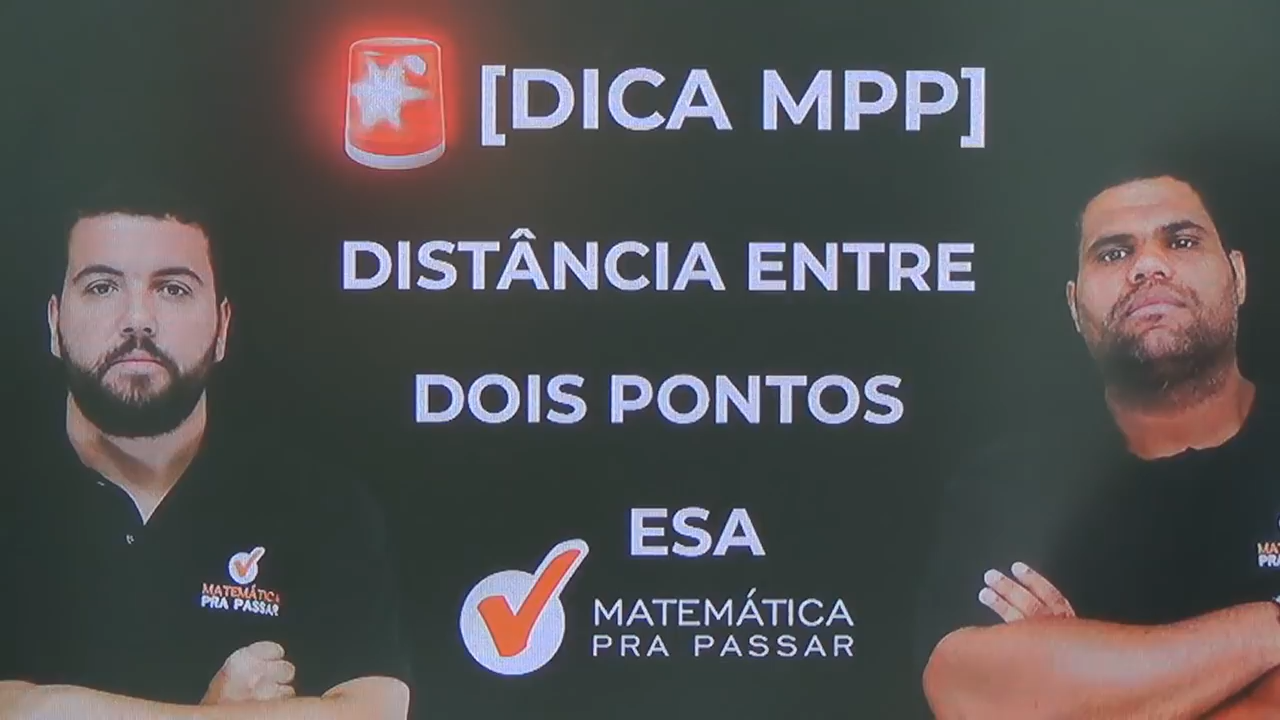 [DICA MPP]
DISTÂNCIA ENTRE
DOIS PONTOS
ESA
MATEMÁTICA
PRA PASSAR
MATEMÁTICA
PRA PASSAR